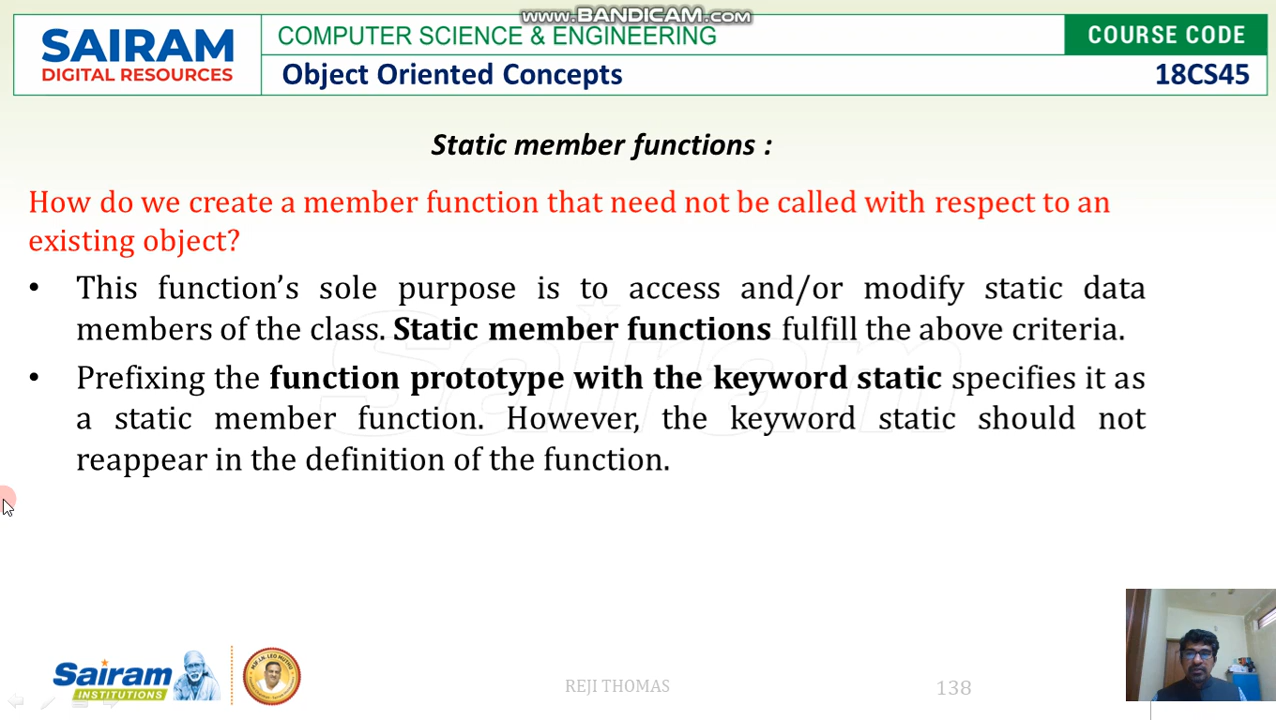 www.BANDICAM.com
SAIRAM
DIGITAL RESOURCES
COMPUTER SCIENCE & ENGINEERING
COURSE CODE
Object Oriented Concepts
18CS45
Static member functions :
How do we create a member function that need not be called with respect to an
existing object?
• This function’s sole purpose is to access and/or modify static data
members of the class. Static member functions fulfill the above criteria.
• Prefixing the function prototype with the keyword static specifies it as
a static member function. However, the keyword static should not
reappear in the definition of the function.
Sairam
Sairam
INSTITUTIONS
REJI THOMAS
138